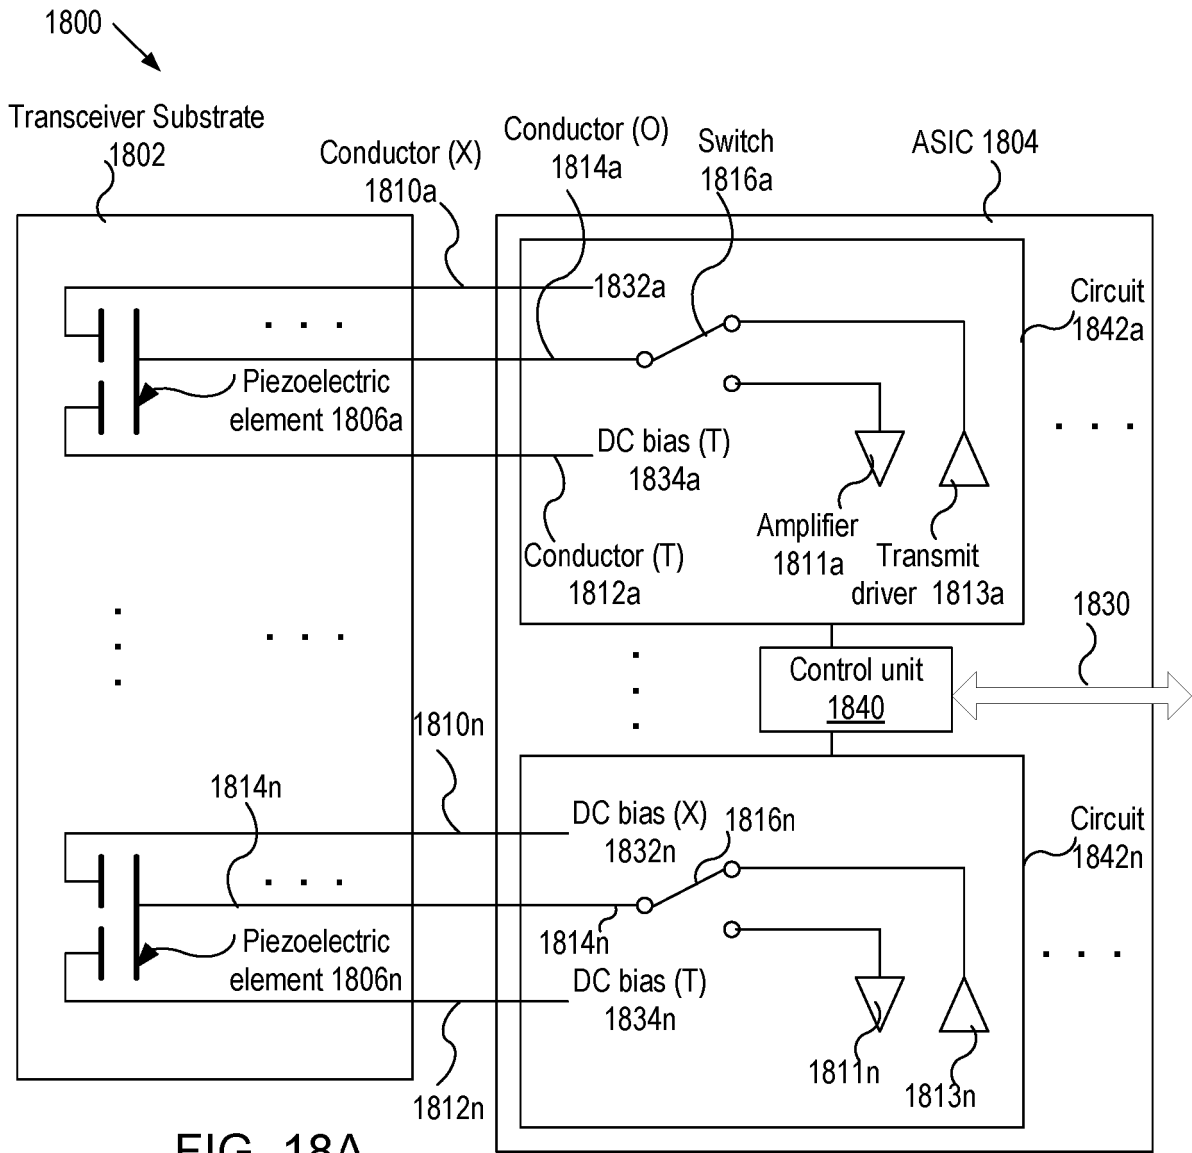 1800
Transceiver Substrate
1802
Conductor (X)
1810a
Conductor (O)
1814a
Switch
1816a
ASIC 1804
1832a
Circuit
1842a
Piezoelectric
element 1806a
DC bias (T)
1834a
Amplifier
1811a
Transmit
driver 1813a
Conductor (T)
1812a
1830
Control unit
1840
1810n
1814n
DC bias (X)
1832n
1816n
Circuit
1842n
1814n
Piezoelectric
element 1806n
DC bias (T)
1834n
1811n
1813n
1812n
FIG. 18A